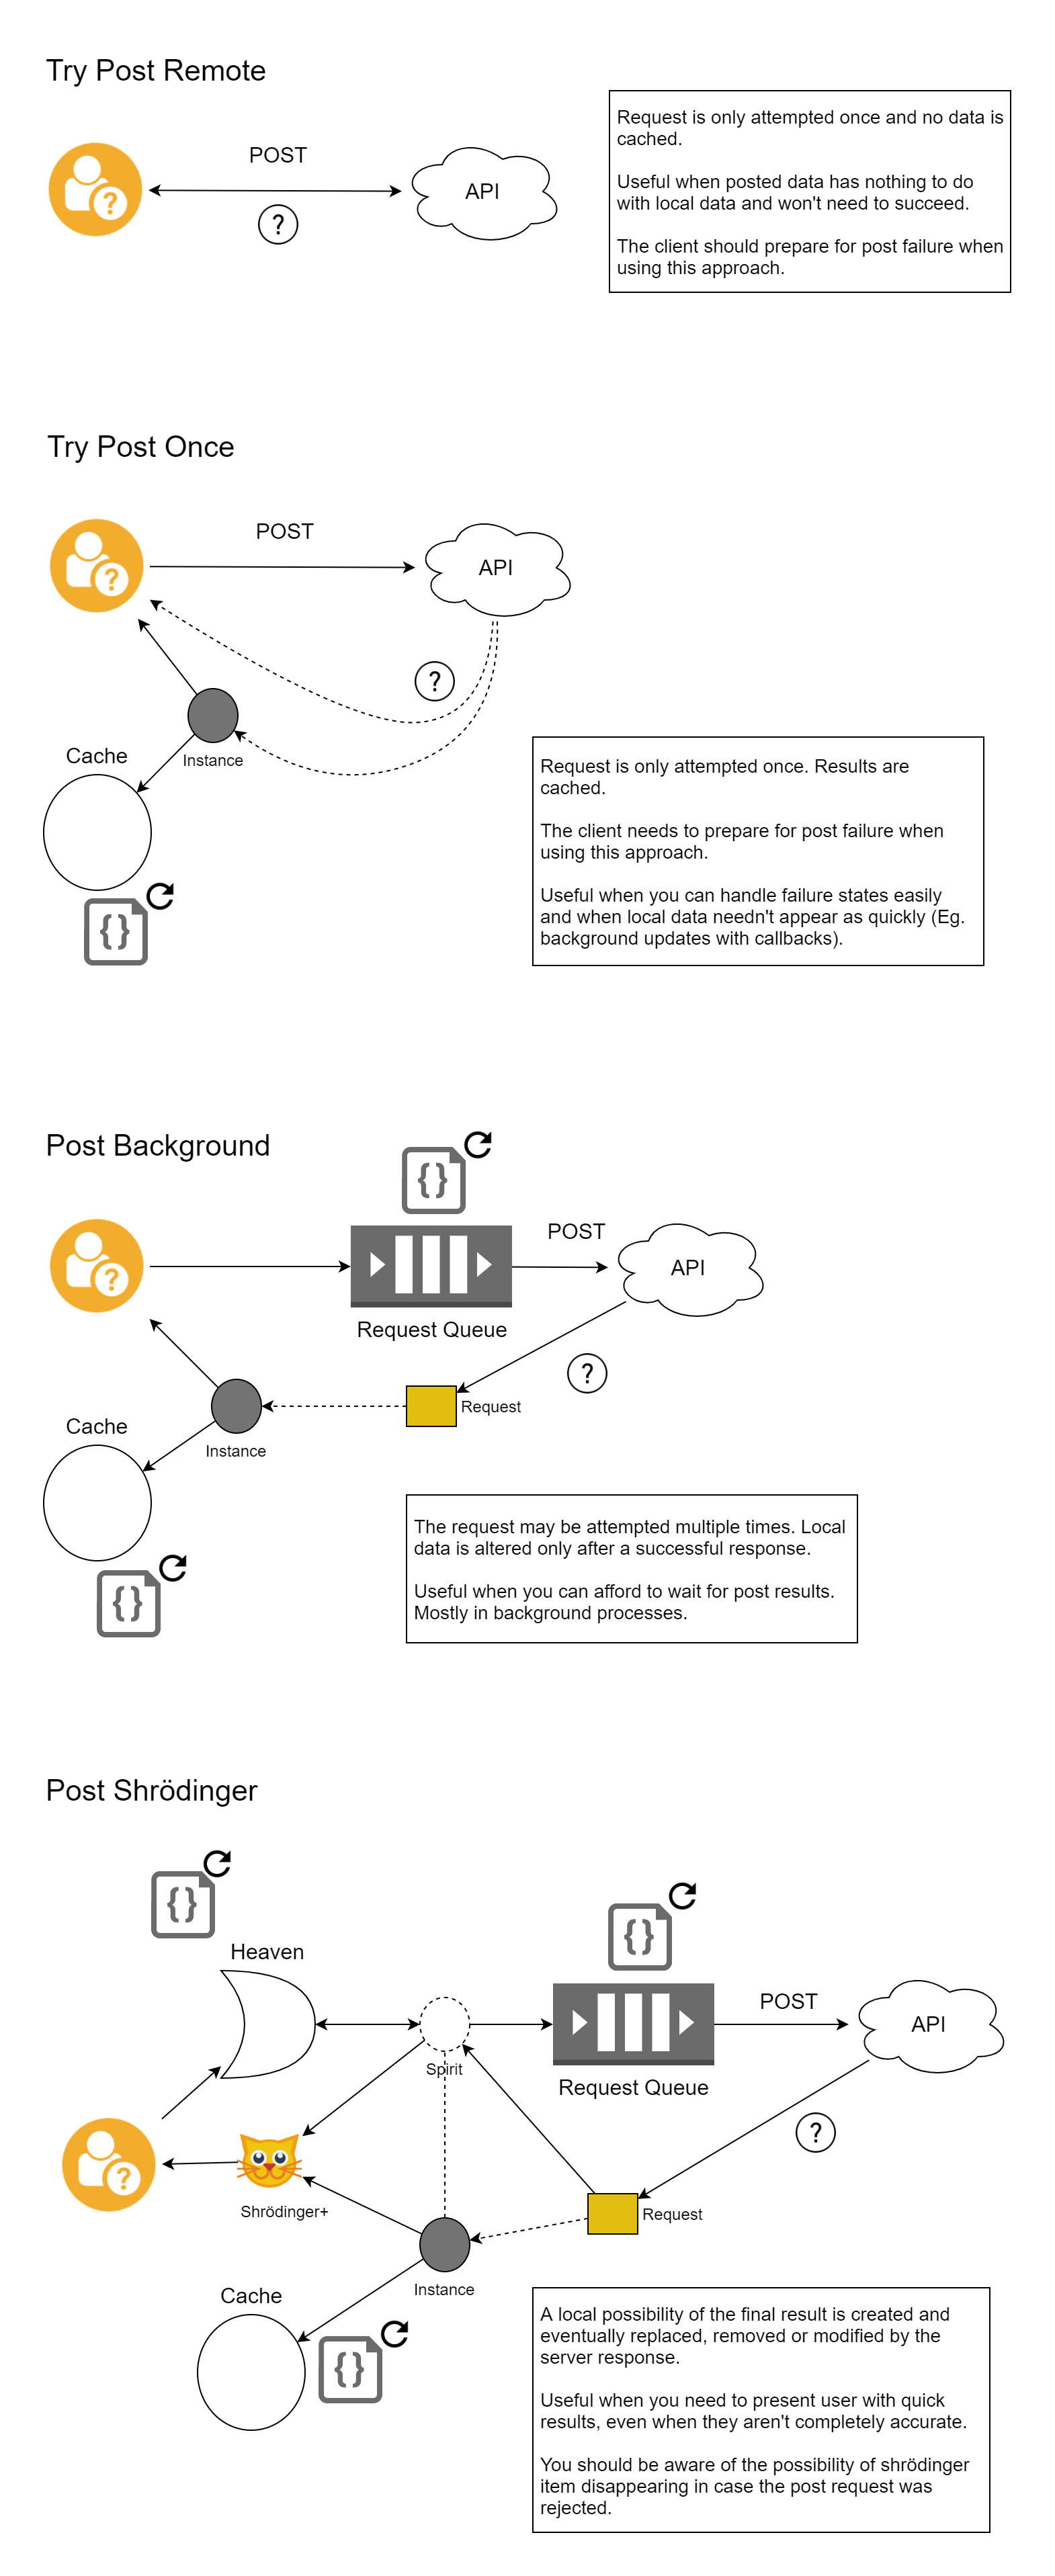 Try Post Remote
POST
?
API
?
Request is only attempted once and no data is
cached.
Useful when posted data has nothing to do
with local data and won't need to succeed.
The client should prepare for post failure when
using this approach.
Try Post Once
POST
?
API
?
Instance
Cache
{}
Request is only attempted once. Results are
cached.
The client needs to prepare for post failure when
using this approach.
Useful when you can handle failure states easily
and when local data needn't appear as quickly (Eg.
background updates with callbacks).
Post Background
{}
POST
?
API
Request Queue
?
Request
Instance
Cache
{}
The request may be attempted multiple times. Local
data is altered only after a successful response.
Useful when you can afford to wait for post results.
Mostly in background processes.
Post Shrödinger
{}
{}
Heaven
POST
API
Spirit
Request Queue
?
?
Shrödinger+
Request
Instance
Cache
{}
A local possibility of the final result is created and
eventually replaced, removed or modified by the
server response.
Useful when you need to present user with quick
results, even when they aren't completely accurate.
You should be aware of the possibility of shrödinger
item disappearing in case the post request was
rejected.